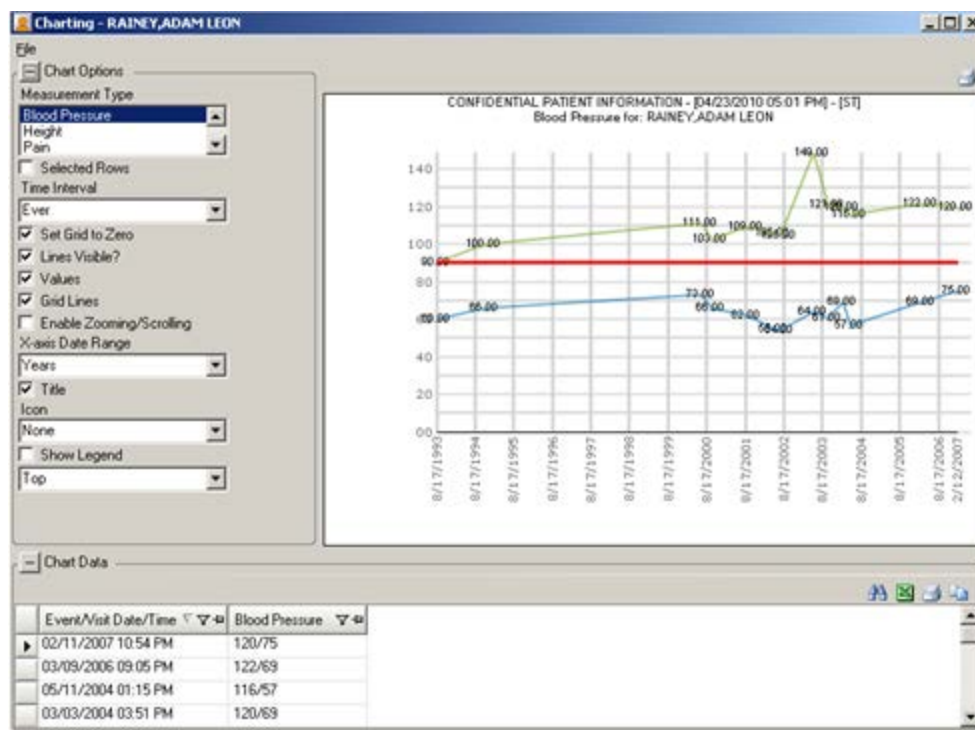 Charting - RAINEY,ADAM LEON
File
Chart Options
Measurement Type
Blood Pressure
Height
Pain
Selected Rows
Time Interval
Ever
Set Grid to Zero
Lines Visible?
Values
Grid Lines
Enable Zooming/Scrolling
X-axis Date Range
Years
Title
Icon
None
Show Legend
Top
CONFIDENTIAL PATIENT INFORMATION - [04/23/2010 05:01 PM] - [ST]
Blood Pressure for: RAINEY,ADAM LEON
140
120
100
80
40
20
00
149.00
111.00
103.00
109.00
100.00
122.00
120.00
90.00
73.00
66.00
62.00
64.00
69.00
57.00
69.00
75.00
8/17/1993
8/17/1994
8/17/1995
8/17/1996
8/17/1997
8/17/1998
8/17/1999
8/17/2000
8/17/2001
8/17/2002
8/17/2003
8/17/2004
8/17/2005
8/17/2006
2/12/2007
Chart Data
Event/Visit Date/Time Blood Pressure
02/11/2007 10:54 PM 120/75
03/09/2006 09:05 PM 122/69
05/11/2004 01:15 PM 116/57
03/03/2004 03:51 PM 120/69